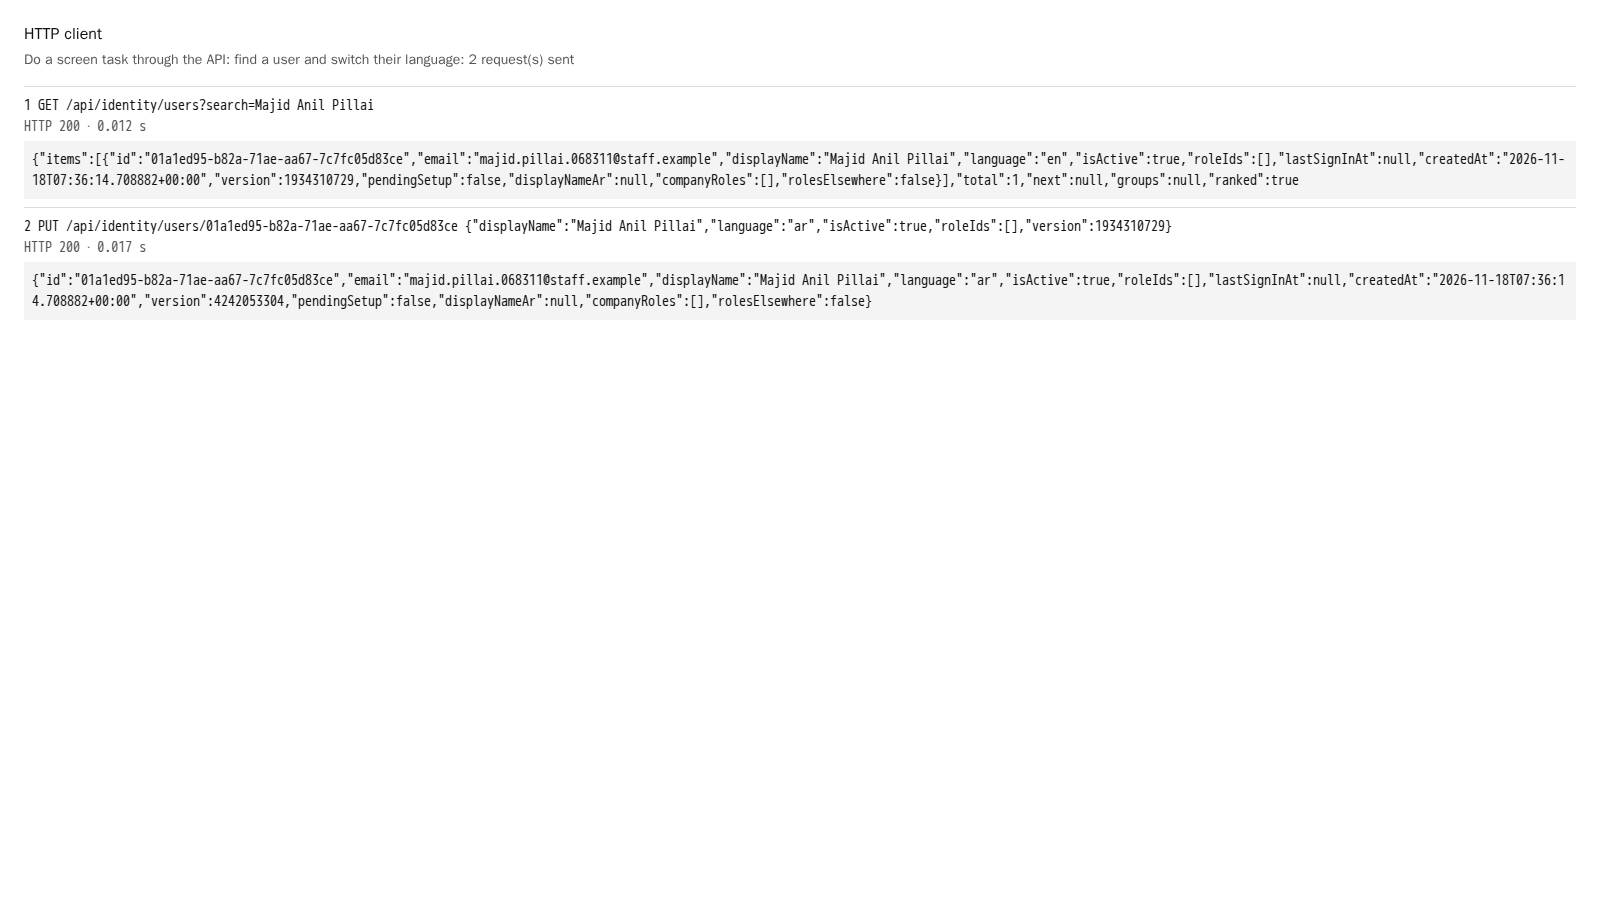 HTTP client
Do a screen task through the API: find a user and switch their language: 2 request(s) sent
1 GET /api/identity/users?search=Majid Anil Pillai
HTTP 200 · 0.012 s
{"items":[{"id":"01a1ed95-b82a-71ae-aa67-7c7fc05d83ce","email":"majid.pillai.068311@staff.example","displayName":"Majid Anil Pillai","language":"en","isActive":true,"roleIds":[],"lastSignInAt":null,"createdAt":"2026-11-
18T07:36:14.708882+00:00","version":1934310729,"pendingSetup":false,"displayNameAr":null,"companyRoles":[],"rolesElsewhere":false}],"total":1,"next":null,"groups":null,"ranked":true
2 PUT /api/identity/users/01a1ed95-b82a-71ae-aa67-7c7fc05d83ce {"displayName":"Majid Anil Pillai","language":"ar","isActive":true,"roleIds":[],"version":1934310729}
HTTP 200 · 0.017 s
{"id":"01a1ed95-b82a-71ae-aa67-7c7fc05d83ce","email":"majid.pillai.068311@staff.example","displayName":"Majid Anil Pillai","language":"ar","isActive":true,"roleIds":[],"lastSignInAt":null,"createdAt":"2026-11-18T07:36:1
4.708882+00:00","version":4242053304,"pendingSetup":false,"displayNameAr":null,"companyRoles":[],"rolesElsewhere":false}